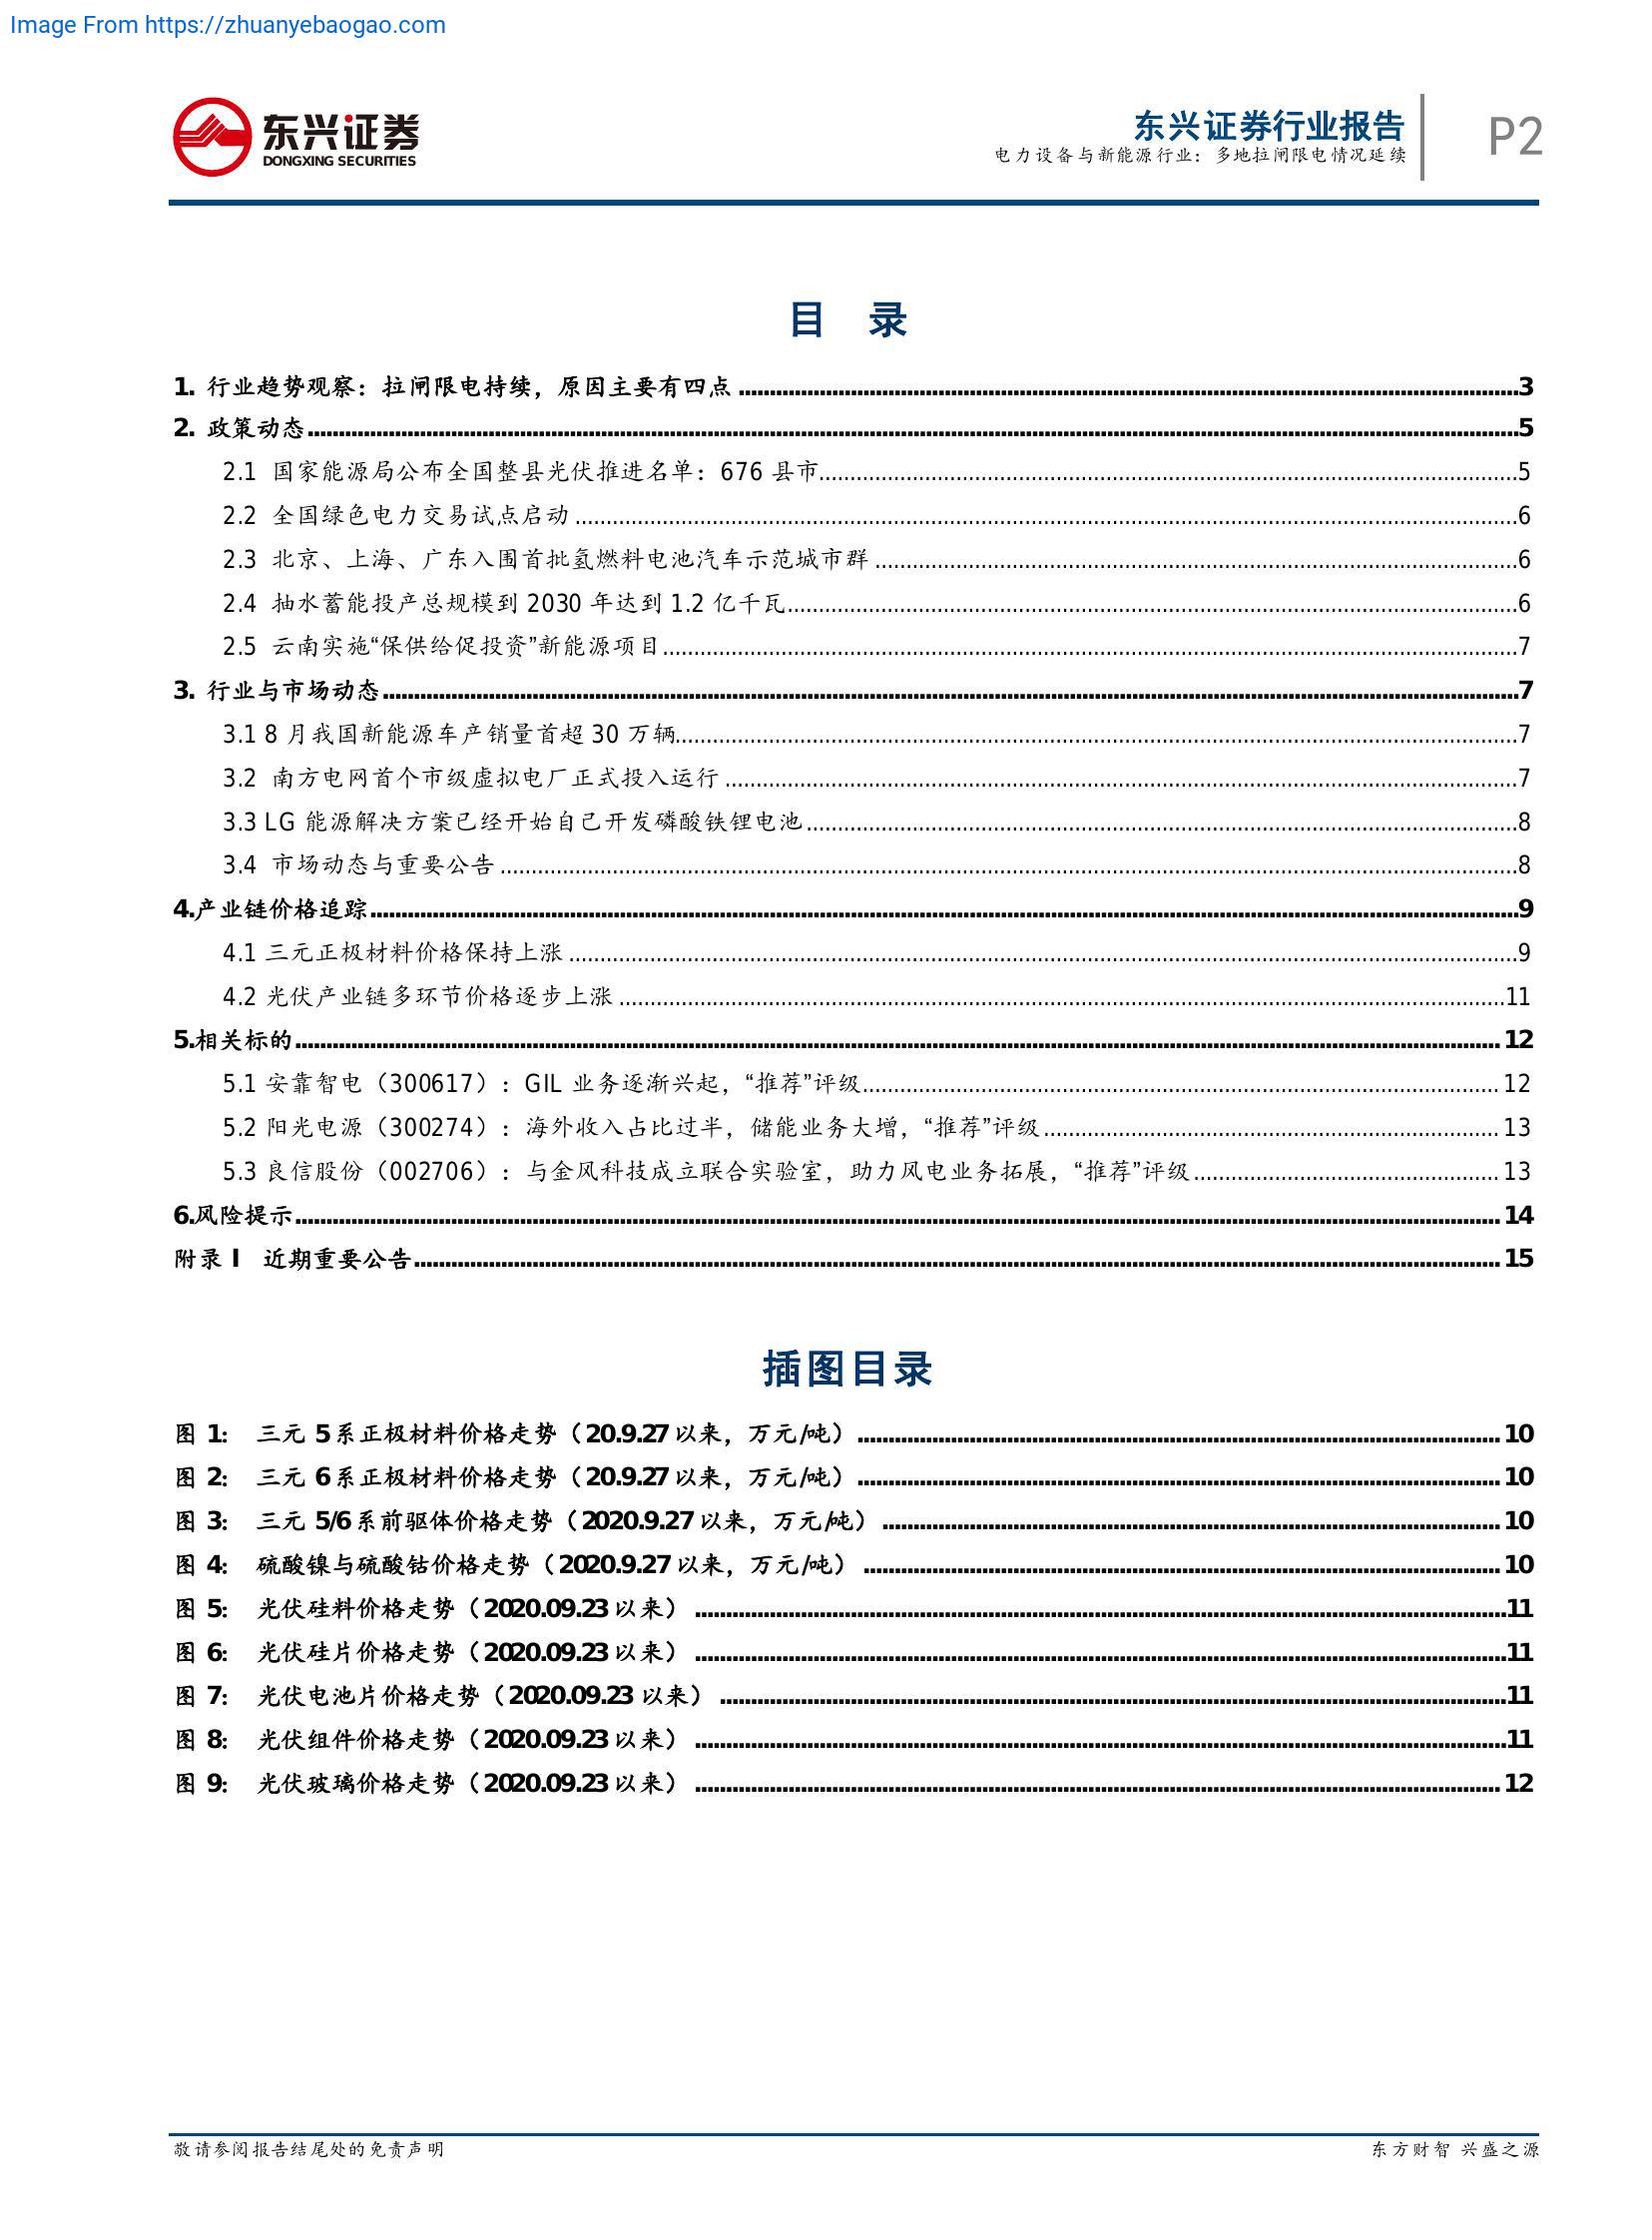 Image From https://zhuanyebaogao.com
东兴证券
DONGXING SECURITIES
东兴证券行业报告
电力设备与新能源行业：多地拉闸限电情况延续
P2
目 录
1. 行业趋势观察：拉闸限电持续，原因主要有四点 3
2. 政策动态 5
2.1 国家能源局公布全国整县光伏推进名单：676 县市 5
2.2 全国绿色电力交易试点启动 6
2.3 北京、上海、广东入围首批氢燃料电池汽车示范城市群 6
2.4 抽水蓄能投产总规模到 2030 年达到 1.2 亿千瓦 6
2.5 云南实施“保供给促投资”新能源项目 7
3. 行业与市场动态 7
3.1 8 月我国新能源车产销量首超 30 万辆 7
3.2 南方电网首个市级虚拟电厂正式投入运行 7
3.3 LG 能源解决方案已经开始自己开发磷酸铁锂电池 8
3.4 市场动态与重要公告 8
4.产业链价格追踪 9
4.1 三元正极材料价格保持上涨 9
4.2 光伏产业链多环节价格逐步上涨 11
5.相关标的 12
5.1 安靠智电（300617）：GIL 业务逐渐兴起，“推荐”评级 12
5.2 阳光电源（300274）：海外收入占比过半，储能业务大增，“推荐”评级 13
5.3 良信股份（002706）：与金风科技成立联合实验室，助力风电业务拓展，“推荐”评级 13
6.风险提示 14
附录 I 近期重要公告 15
插图目录
图 1: 三元 5 系正极材料价格走势（20.9.27 以来，万元/吨） 10
图 2: 三元 6 系正极材料价格走势（20.9.27 以来，万元/吨） 10
图 3: 三元 5/6 系前驱体价格走势（2020.9.27 以来，万元/吨） 10
图 4: 硫酸镍与硫酸钴价格走势（2020.9.27 以来，万元/吨） 10
图 5: 光伏硅料价格走势（2020.09.23 以来） 11
图 6: 光伏硅片价格走势（2020.09.23 以来） 11
图 7: 光伏电池片价格走势（2020.09.23 以来） 11
图 8: 光伏组件价格走势（2020.09.23 以来） 11
图 9: 光伏玻璃价格走势（2020.09.23 以来） 12
敬请参阅报告结尾处的免责声明
东方财智 兴盛之源